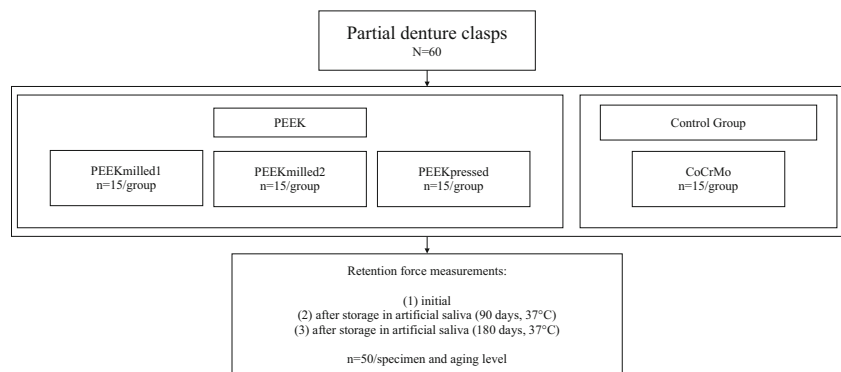 Partial denture clasps
N=60
PEEK
Control Group
PEEKmilled1
n=15/group
PEEKmilled2
n=15/group
PEEKpressed
n=15/group
CoCrMo
n=15/group
Retention force measurements:
(1) initial
(2) after storage in artificial saliva (90 days, 37°C)
(3) after storage in artificial saliva (180 days, 37°C)
n=50/specimen and aging level